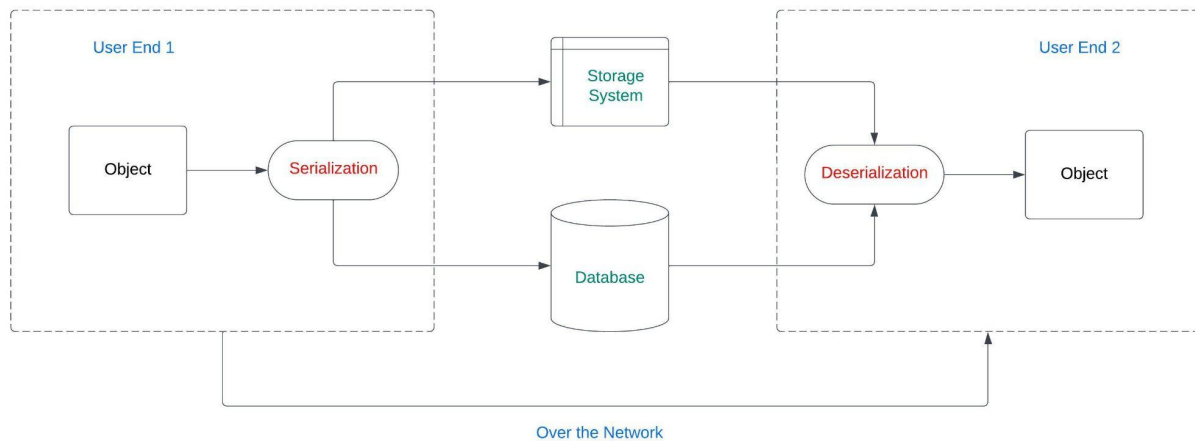 User End 1
User End 2
Storage
System
Object
Serialization
Deserialization
Object
Database
Over the Network